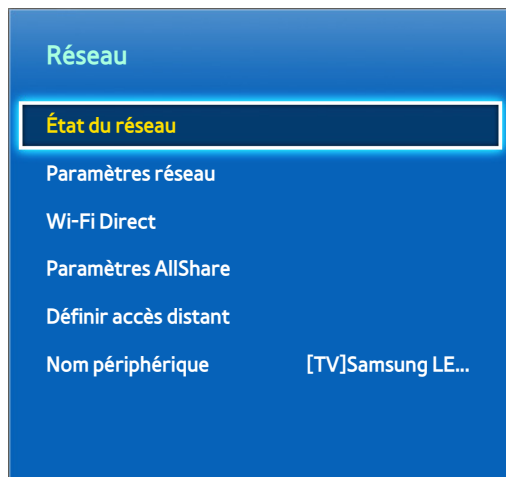 Réseau
État du réseau
Paramètres réseau
Wi-Fi Direct
Paramètres AllShare
Définir accès distant
Nom périphérique [TV]Samsung LE...